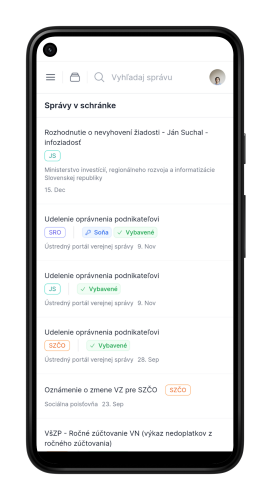 Vyhľadaj správu
Správy v schránke
Rozhodnutie o nevyhovení žiadosti - Ján Suchal -
infoziadosť
JS
Ministerstvo investícií, regionálneho rozvoja a informatizácie
Slovenskej republiky
15. Dec
Udelenie oprávnenia podnikateľovi
SRO Soňa Vybavené
Ústredný portál verejnej správy 9. Nov
Udelenie oprávnenia podnikateľovi
JS Vybavené
Ústredný portál verejnej správy 9. Nov
Udelenie oprávnenia podnikateľovi
SZČO Vybavené
Ústredný portál verejnej správy 28. Sep
Oznámenie o zmene VZ pre SZČO SZČO
Sociálna poisťovňa 23. Sep
VšZP - Ročné zúčtovanie VN (výkaz nedoplatkov z
ročného zúčtovania)